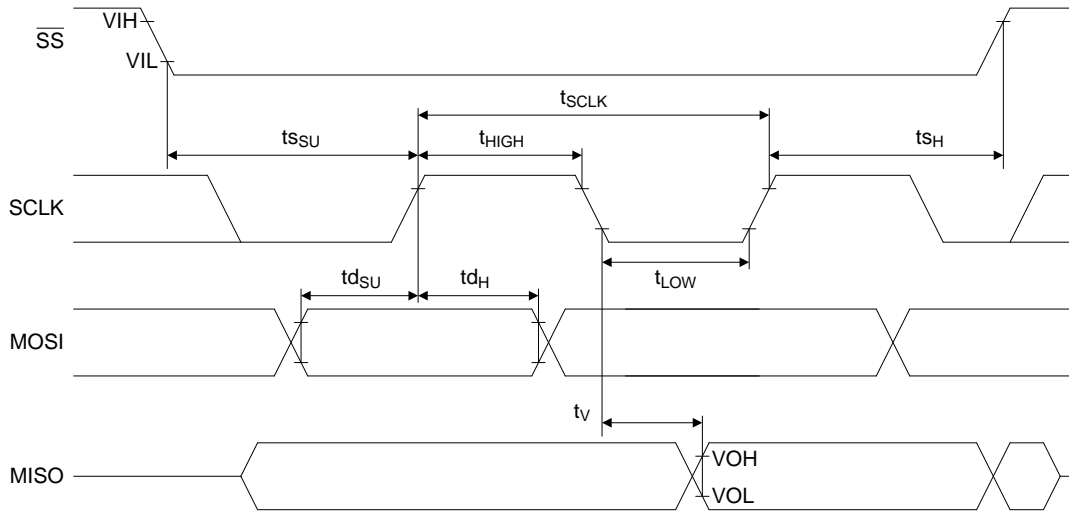 VIH
SS
VIL
tSCLK
tsSU
tHIGH
tsH
SCLK
tdSU
tdH
tLOW
MOSI
tV
VOH
MISO
VOL